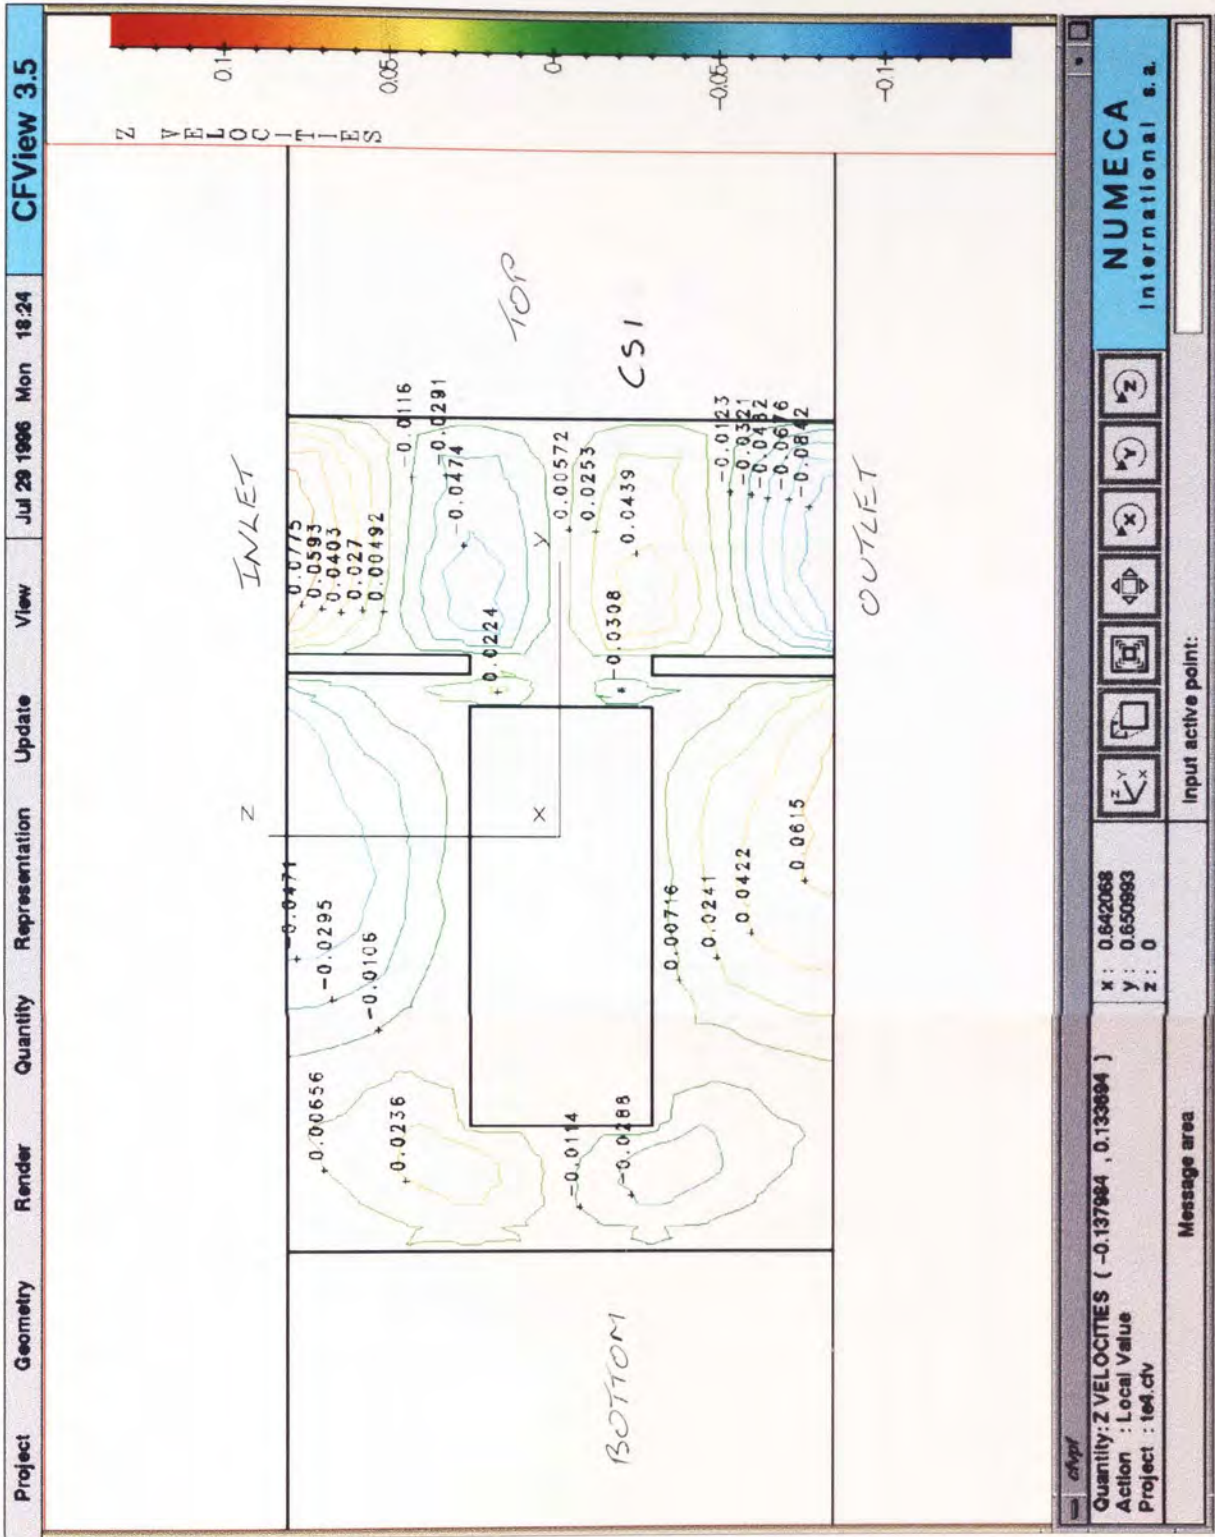 Project Geometry Render Quantity Representation Update View Jul 29 1996 Mon 18:24 CFView 3.5
Z VELOCITIES
0.1
0.05
0
-0.05
-0.1
INLET
TOP
CS1
OUTLET
BOTTOM
Z
Y
X
0.0775
0.0593
0.0403
0.027
0.00492
-0.0116
-0.0291
-0.0474
0.00572
0.0253
0.0439
-0.0123
-0.0321
-0.0482
-0.0676
-0.0842
0.0224
-0.0308
-0.0471
-0.0295
-0.0106
0.00716
0.0241
0.0422
0.0615
0.00656
0.0236
-0.0114
-0.0288
cfvpf
Quantity: Z VELOCITIES ( -0.137984 , 0.133694 )
Action : Local Value
Project : te4.cfv
x : 0.642068
y : 0.650993
z : 0
Z Y X
X
Y
Z
NUMECA
International s.a.
Message area
Input active point: